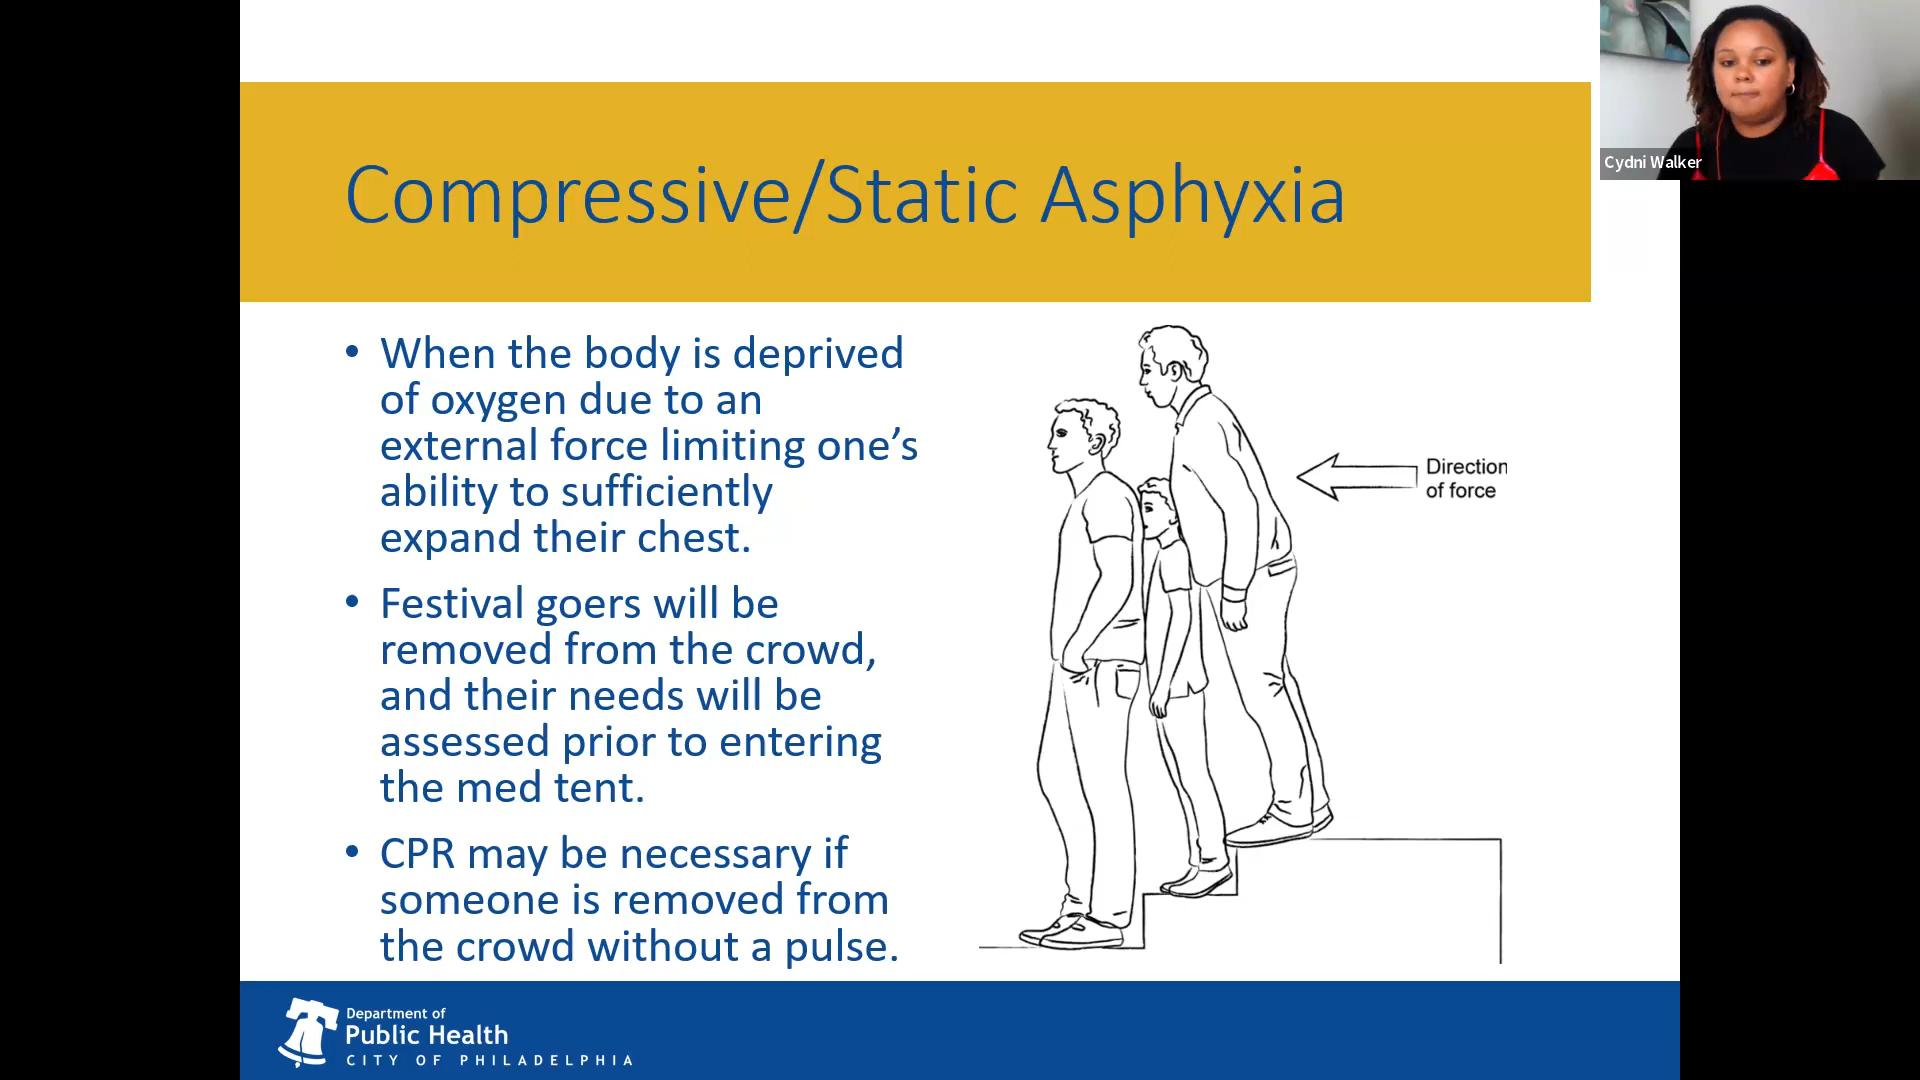 Compressive/Static Asphyxia
• When the body is deprived
of oxygen due to an
external force limiting one’s
ability to sufficiently
expand their chest.
• Festival goers will be
removed from the crowd,
and their needs will be
assessed prior to entering
the med tent.
• CPR may be necessary if
someone is removed from
the crowd without a pulse.
Direction
of force
Cydni Walker
Department of
Public Health
CITY OF PHILADELPHIA